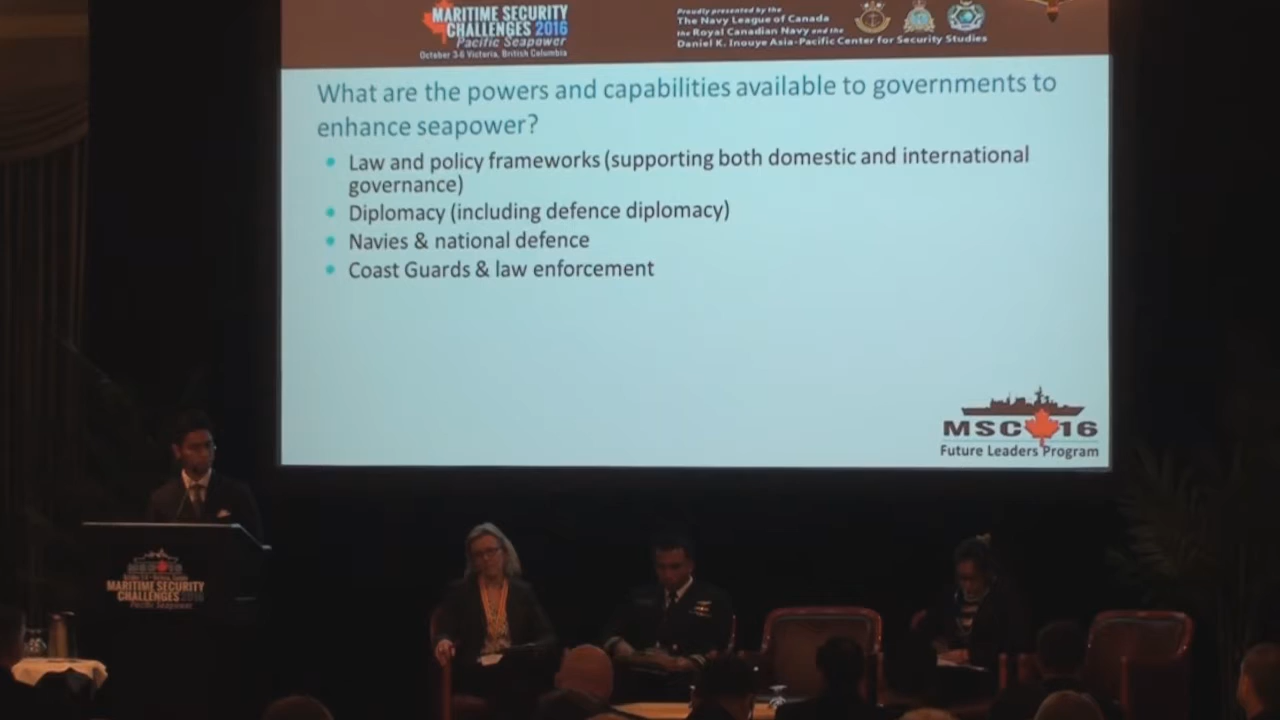 MARITIME SECURITY
CHALLENGES 2016
Pacific Seapower
October 3-6 Victoria, British Columbia
Proudly presented by the
The Navy League of Canada
the Royal Canadian Navy and the
Daniel K. Inouye Asia-Pacific Center for Security Studies
What are the powers and capabilities available to governments to
enhance seapower?
• Law and policy frameworks (supporting both domestic and international
governance)
• Diplomacy (including defence diplomacy)
• Navies & national defence
• Coast Guards & law enforcement
MSC 16
Future Leaders Program
MARITIME SECURITY
CHALLENGES 2016
Pacific Seapower